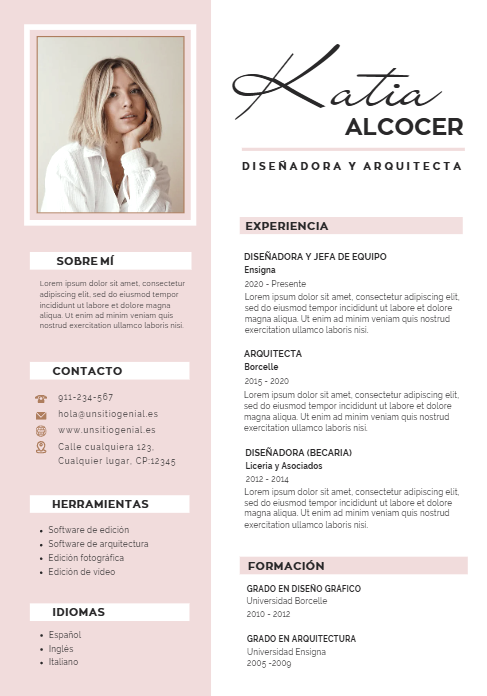 Katia
ALCOCER
DISEÑADORA Y ARQUITECTA
SOBRE MÍ
Lorem ipsum dolor sit amet, consectetur
adipiscing elit, sed do eiusmod tempor
incididunt ut labore et dolore magna
aliqua. Ut enim ad minim veniam quis
nostrud exercitation ullamco laboris nisi.
CONTACTO
911-234-567
hola@unsitiogenial.es
www.unsitiogenial.es
Calle cualquiera 123,
Cualquier lugar, CP:12345
HERRAMIENTAS
• Software de edición
• Software de arquitectura
• Edición fotográfica
• Edición de video
IDIOMAS
• Español
• Inglés
• Italiano
EXPERIENCIA
DISEÑADORA Y JEFA DE EQUIPO
Ensigna
2020 - Presente
Lorem ipsum dolor sit amet, consectetur adipiscing elit,
sed do eiusmod tempor incididunt ut labore et dolore
magna aliqua. Ut enim ad minim veniam quis nostrud
exercitation ullamco laboris nisi.
ARQUITECTA
Borcelle
2015 - 2020
Lorem ipsum dolor sit amet, consectetur adipiscing elit,
sed do eiusmod tempor incididunt ut labore et dolore
magna aliqua. Ut enim ad minim veniam quis nostrud
exercitation ullamco laboris nisi.
DISEÑADORA (BECARIA)
Liceria y Asociados
2012 - 2014
Lorem ipsum dolor sit amet, consectetur adipiscing elit,
sed do eiusmod tempor incididunt ut labore et dolore
magna aliqua. Ut enim ad minim veniam quis nostrud
exercitation ullamco laboris nisi.
FORMACIÓN
GRADO EN DISEÑO GRÁFICO
Universidad Borcelle
2010 - 2012
GRADO EN ARQUITECTURA
Universidad Ensigna
2005 -2009